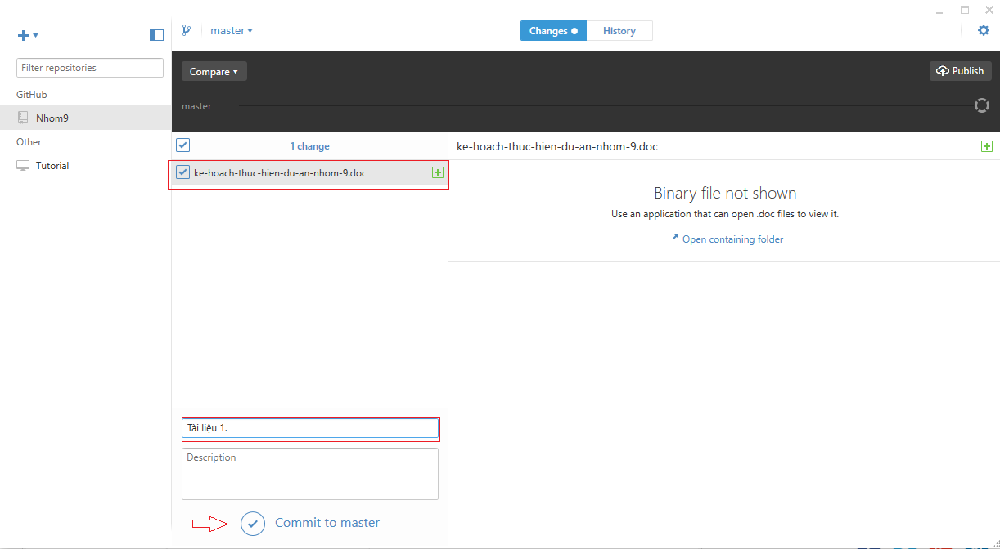 master
Changes
History
Filter repositories
Compare
Publish
GitHub
master
Nhom9
Other
1 change
ke-hoach-thuc-hien-du-an-nhom-9.doc
Tutorial
ke-hoach-thuc-hien-du-an-nhom-9.doc
Binary file not shown
Use an application that can open .doc files to view it.
Open containing folder
Tài liệu 1.
Description
Commit to master